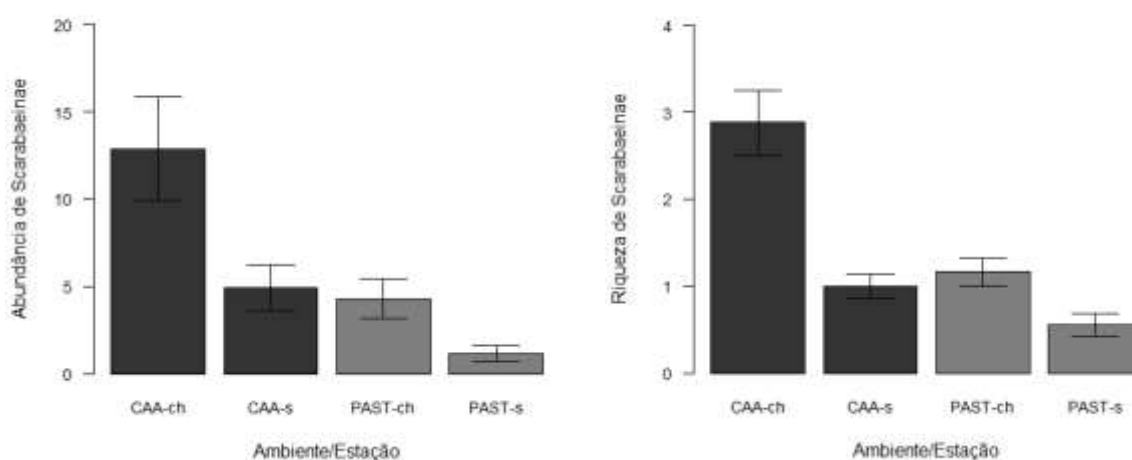 Abundância de Scarabaeinae
20
15
10
5
0
CAA-ch CAA-s PAST-ch PAST-s
Ambiente/Estação
Riqueza de Scarabaeinae
4
3
2
1
0
CAA-ch CAA-s PAST-ch PAST-s
Ambiente/Estação